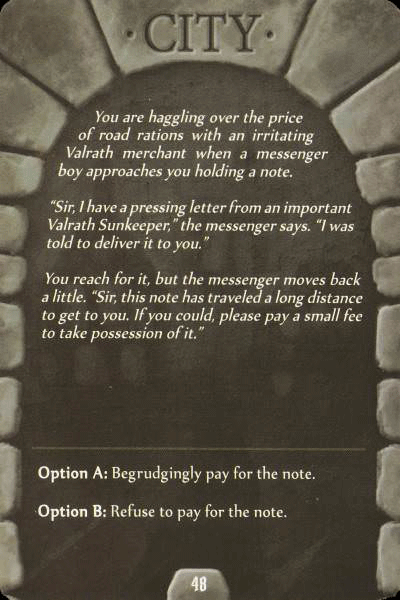 · CITY ·
You are haggling over the price
of road rations with an irritating
Valrath merchant when a messenger
boy approaches you holding a note.
“Sir, I have a pressing letter from an important
Valrath Sunkeeper,” the messenger says. “I was
told to deliver it to you.”
You reach for it, but the messenger moves back
a little. “Sir, this note has traveled a long distance
to get to you. If you could, please pay a small fee
to take possession of it.”
Option A: Begrudgingly pay for the note.
Option B: Refuse to pay for the note.
48